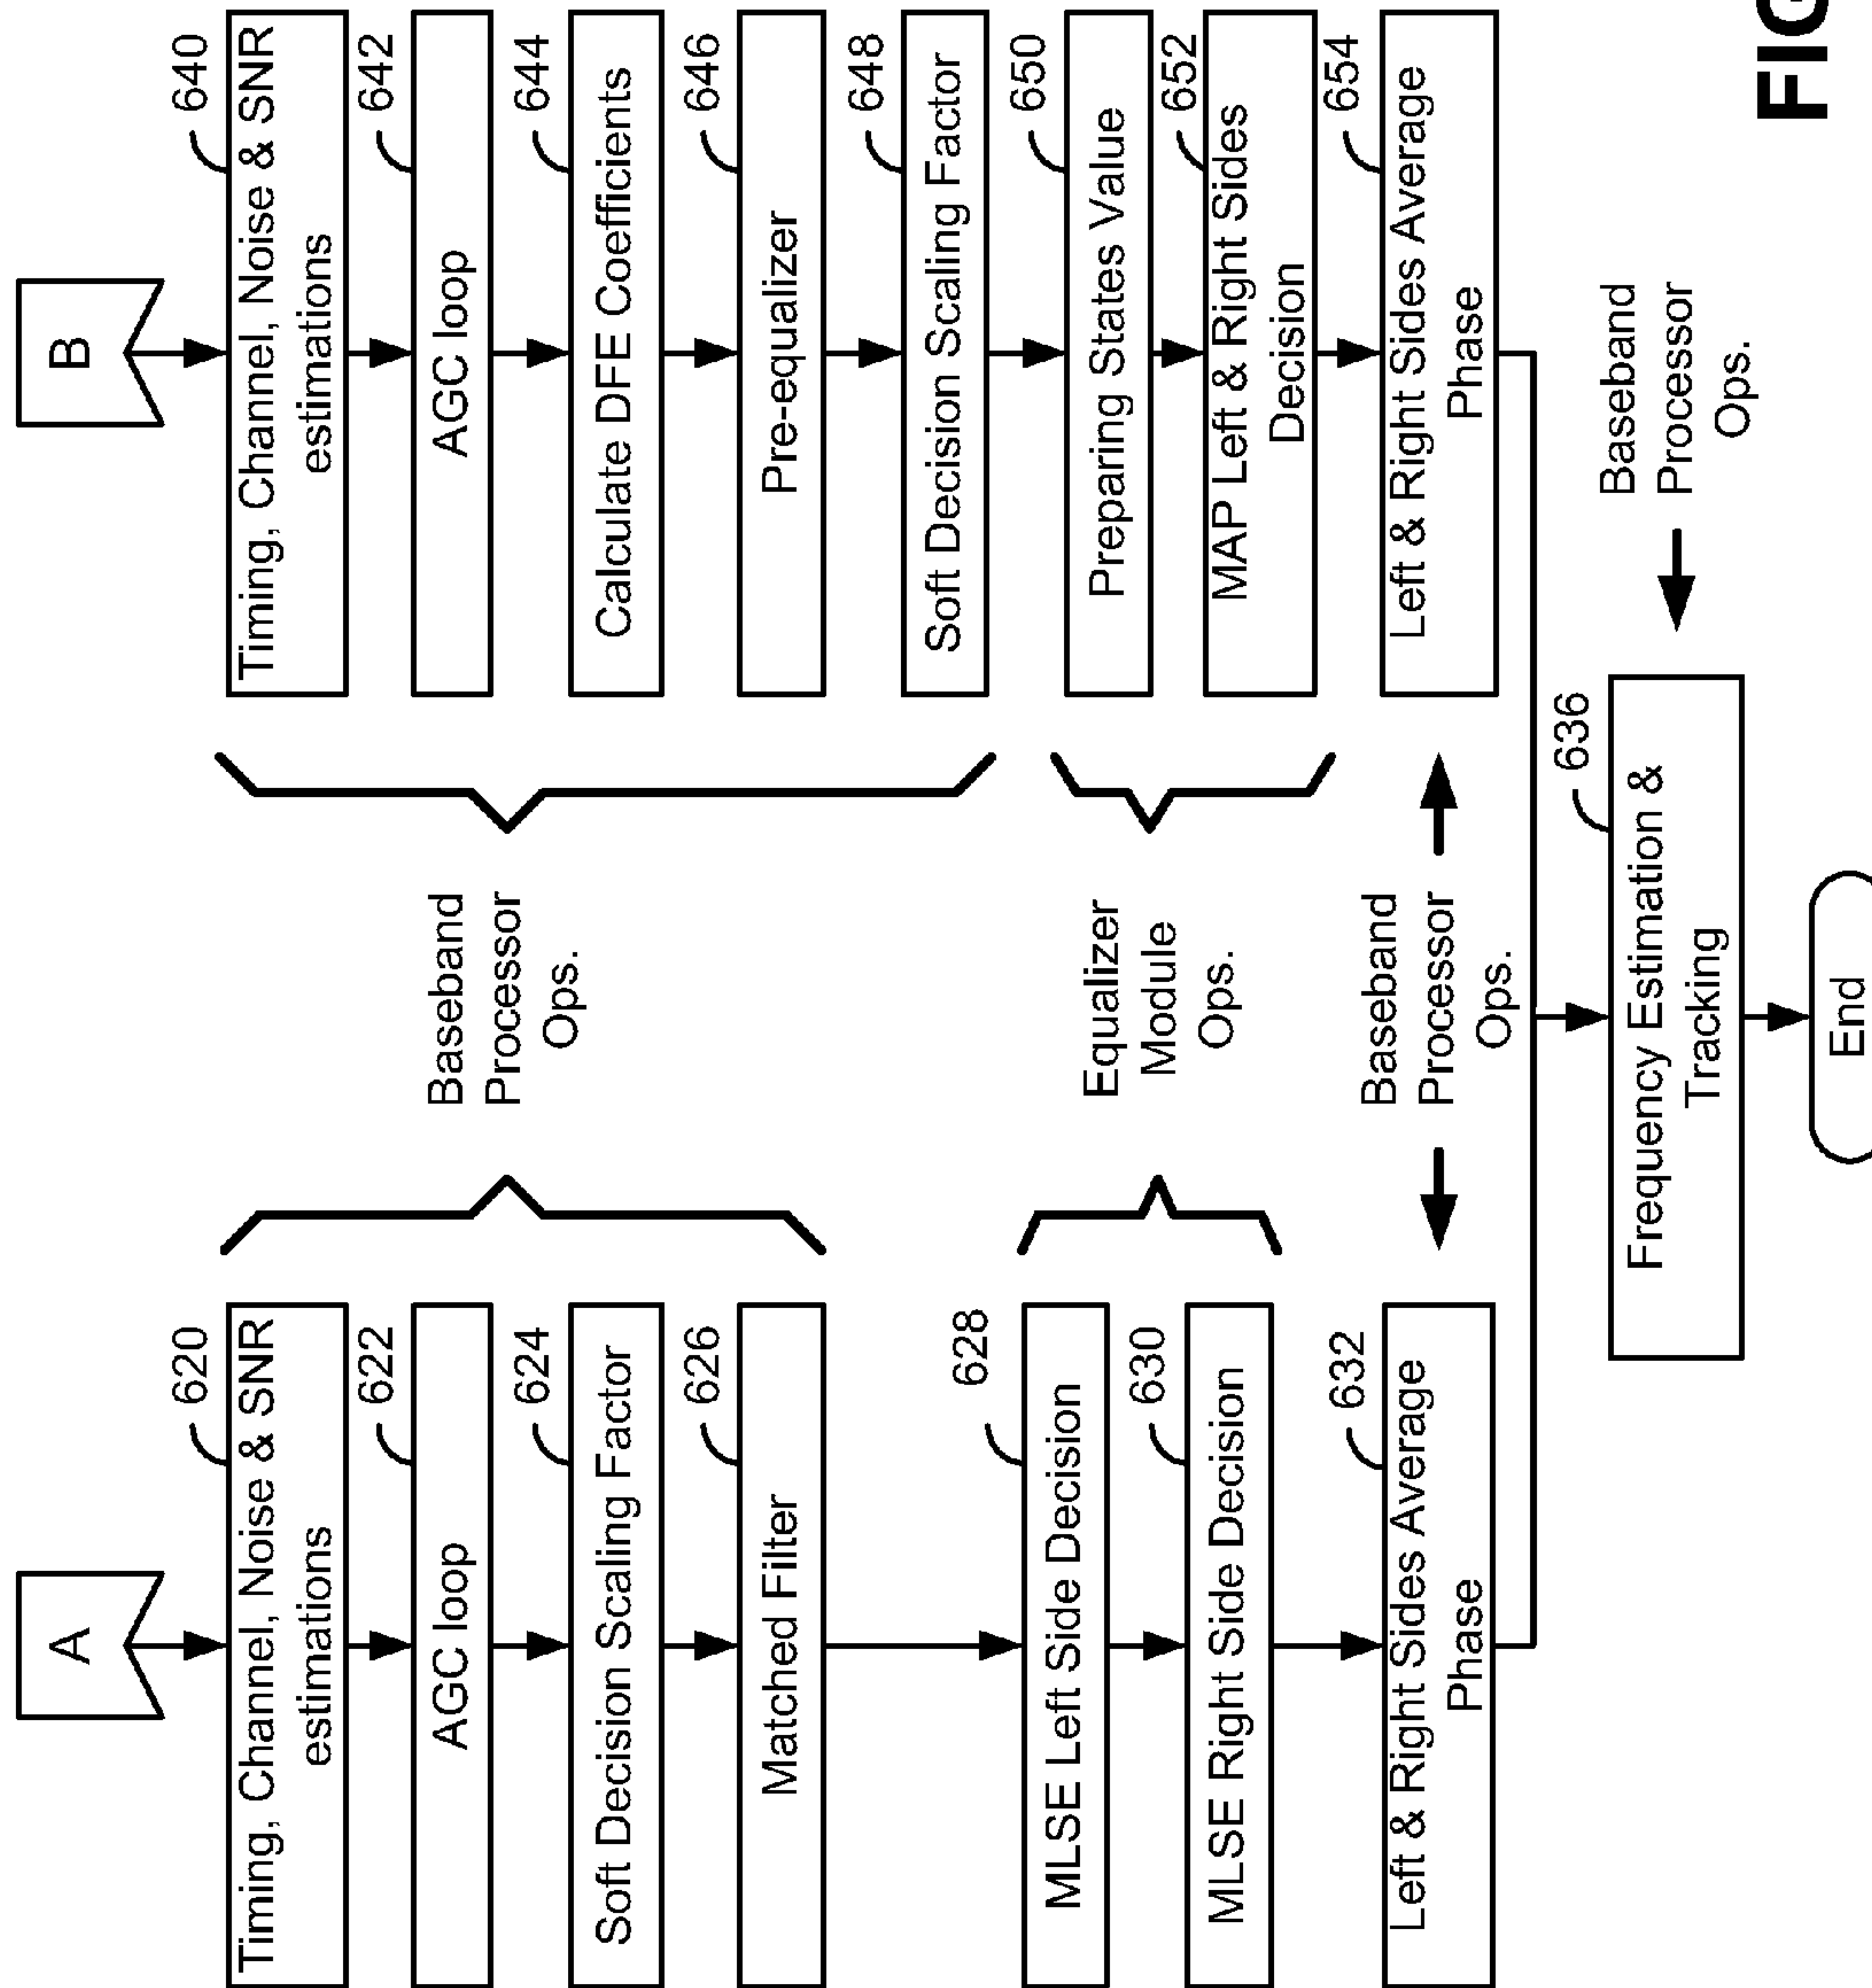 A
620
Timing, Channel, Noise & SNR
estimations
622
AGC loop
624
Soft Decision Scaling Factor
626
Matched Filter
628
MLSE Left Side Decision
630
MLSE Right Side Decision
632
Left & Right Sides Average
Phase
Baseband
Processor
Ops.
Equalizer
Module
Ops.
Baseband
Processor
Ops.
B
640
Timing, Channel, Noise & SNR
estimations
642
AGC loop
644
Calculate DFE Coefficients
646
Pre-equalizer
648
Soft Decision Scaling Factor
650
Preparing States Value
652
MAP Left & Right Sides
Decision
654
Left & Right Sides Average
Phase
636
Frequency Estimation &
Tracking
Baseband
Processor
Ops.
End